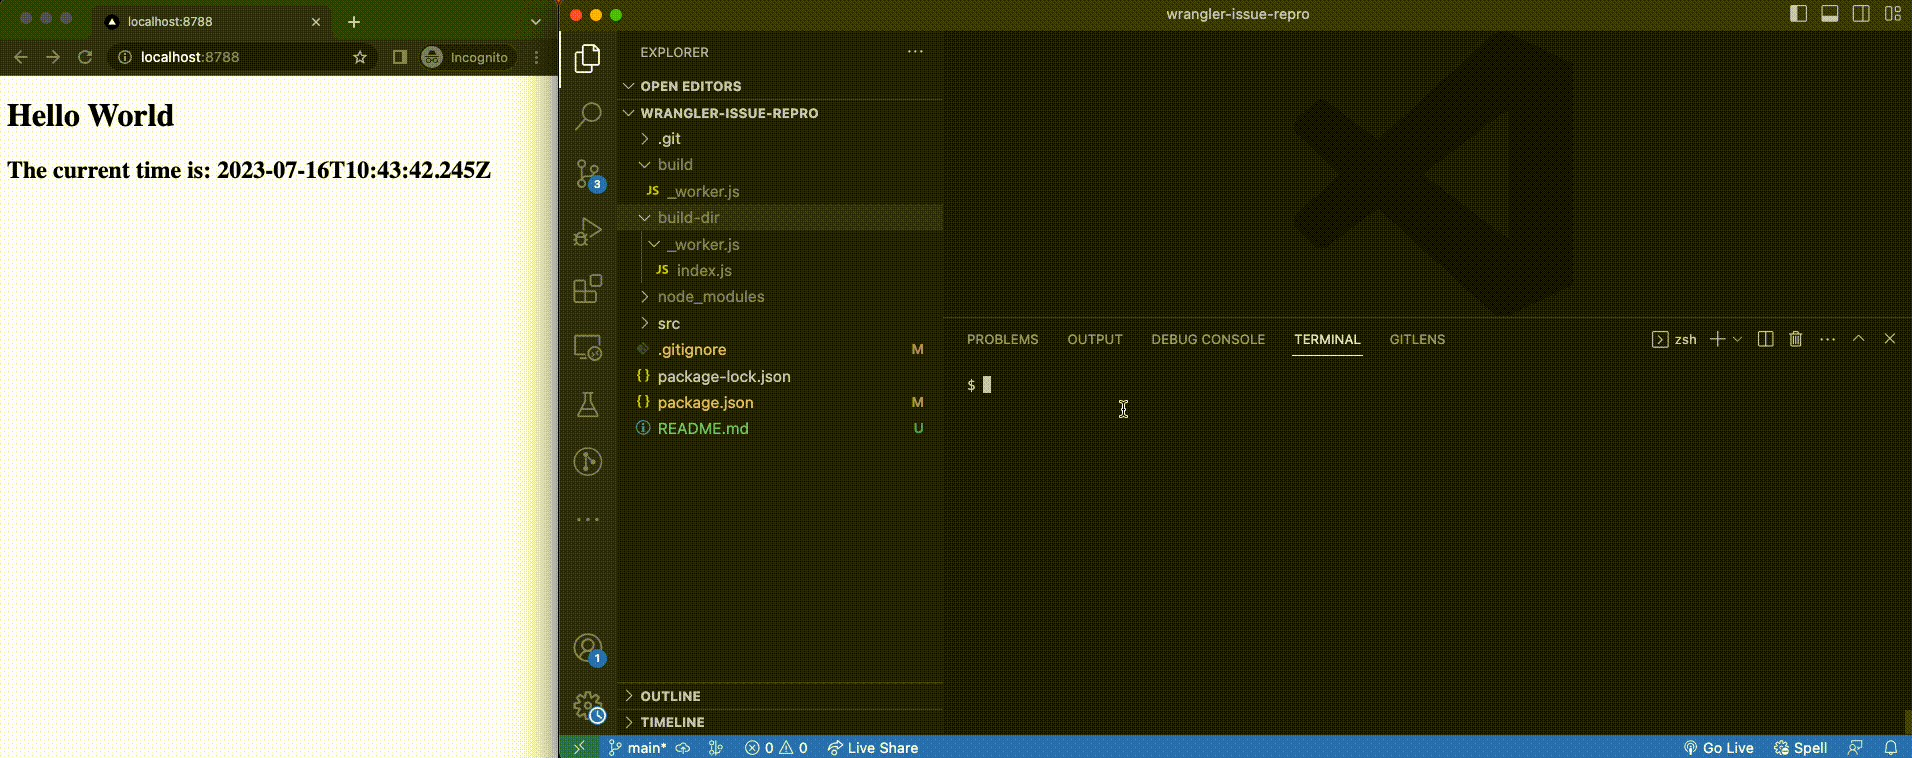 localhost:8788
localhost:8788
Incognito
Hello World
The current time is: 2023-07-16T10:43:42.245Z
wrangler-issue-repro
EXPLORER
OPEN EDITORS
WRANGLER-ISSUE-REPRO
.git
build
JS _worker.js
build-dir
_worker.js
JS index.js
node_modules
src
.gitignore M
{} package-lock.json
{} package.json M
README.md U
OUTLINE
TIMELINE
3
1
PROBLEMS OUTPUT DEBUG CONSOLE TERMINAL GITLENS
zsh
$
main* 0 0 Live Share
Go Live Spell